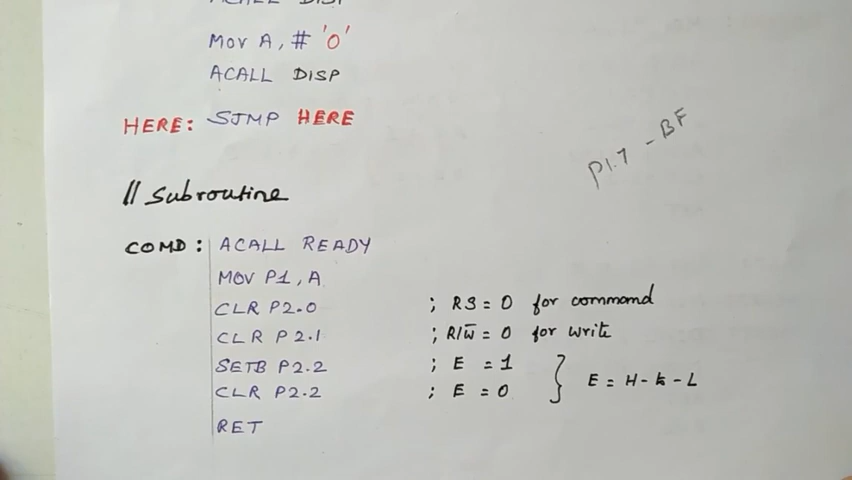 ACALL DISP
MOV A, # 'O'
ACALL DISP
HERE: SJMP HERE
P1.7 - BF
// Subroutine
COMD: ACALL READY
MOV P1, A
CLR P2.0 ; RS = 0 for command
CLR P2.1 ; R/W̅ = 0 for write
SETB P2.2 ; E = 1
CLR P2.2 ; E = 0 } E = H-to-L
RET